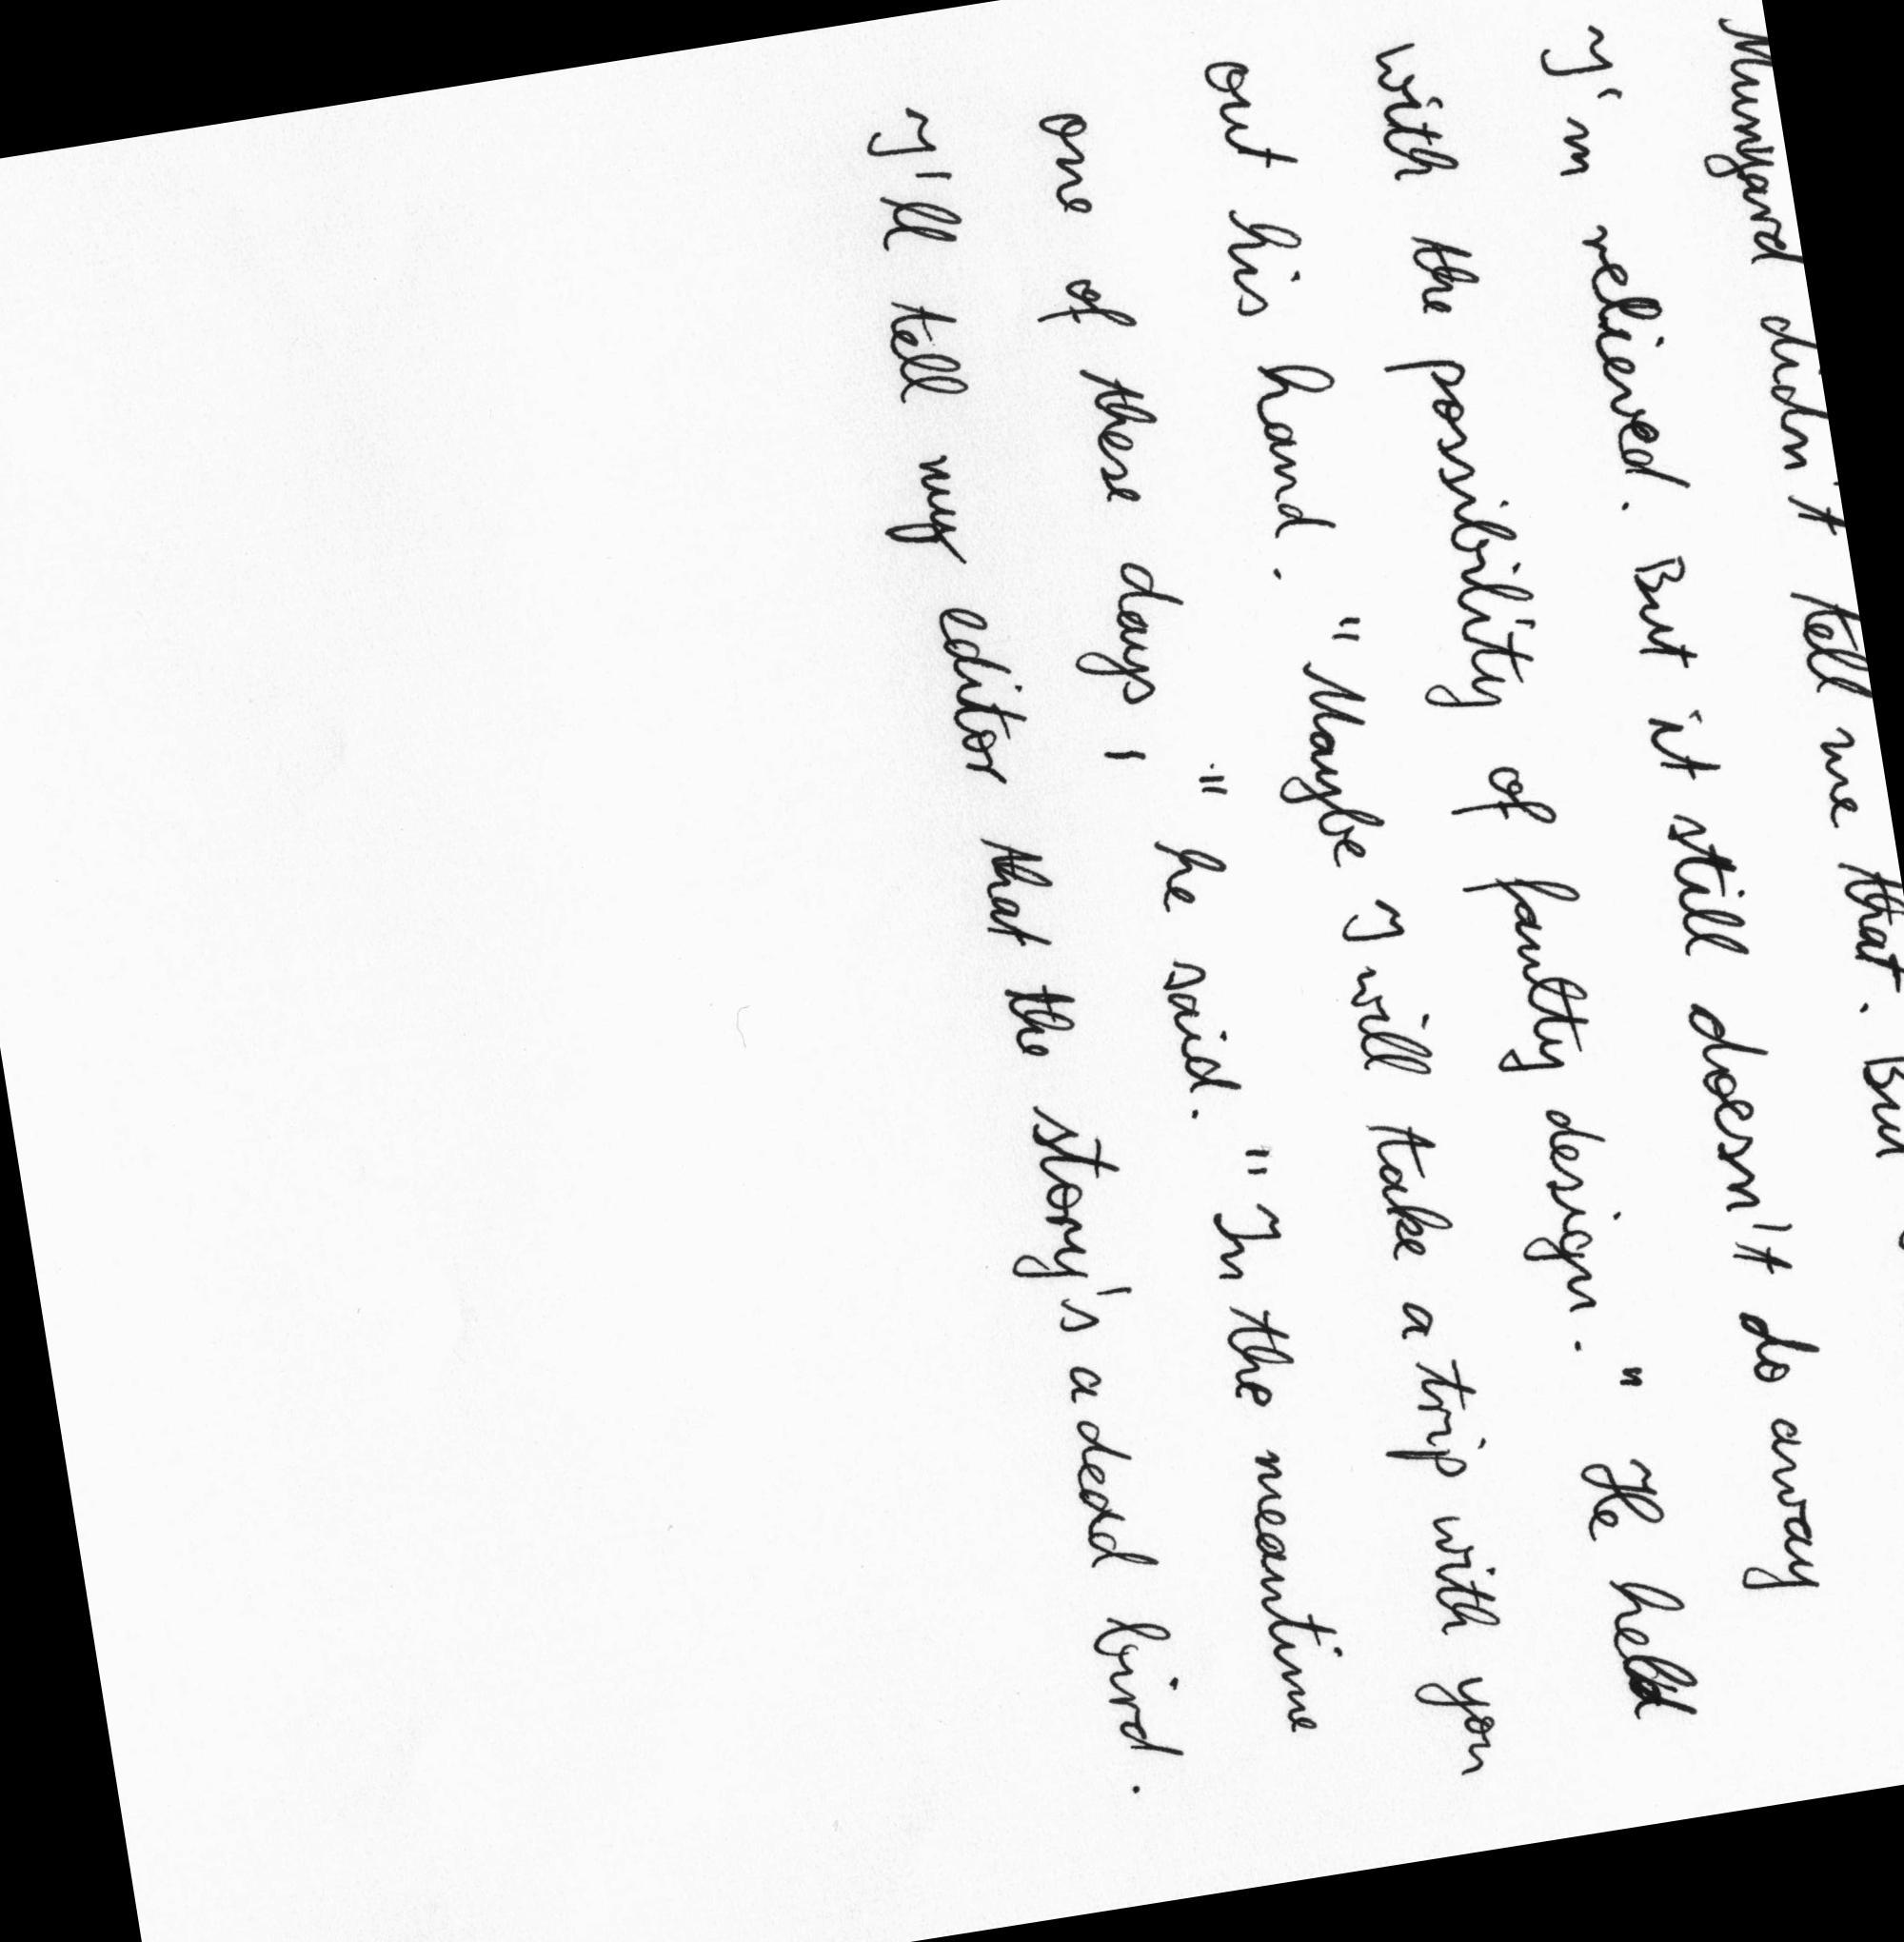 Munyard didn't tell me that. But
I'm relieved. But it still doesn't do away
with the possibility of faulty design." He held
out his hand. "Maybe I will take a trip with you
one of these days," he said. "In the meantime
I'll tell my editor that the story's a dead bird.